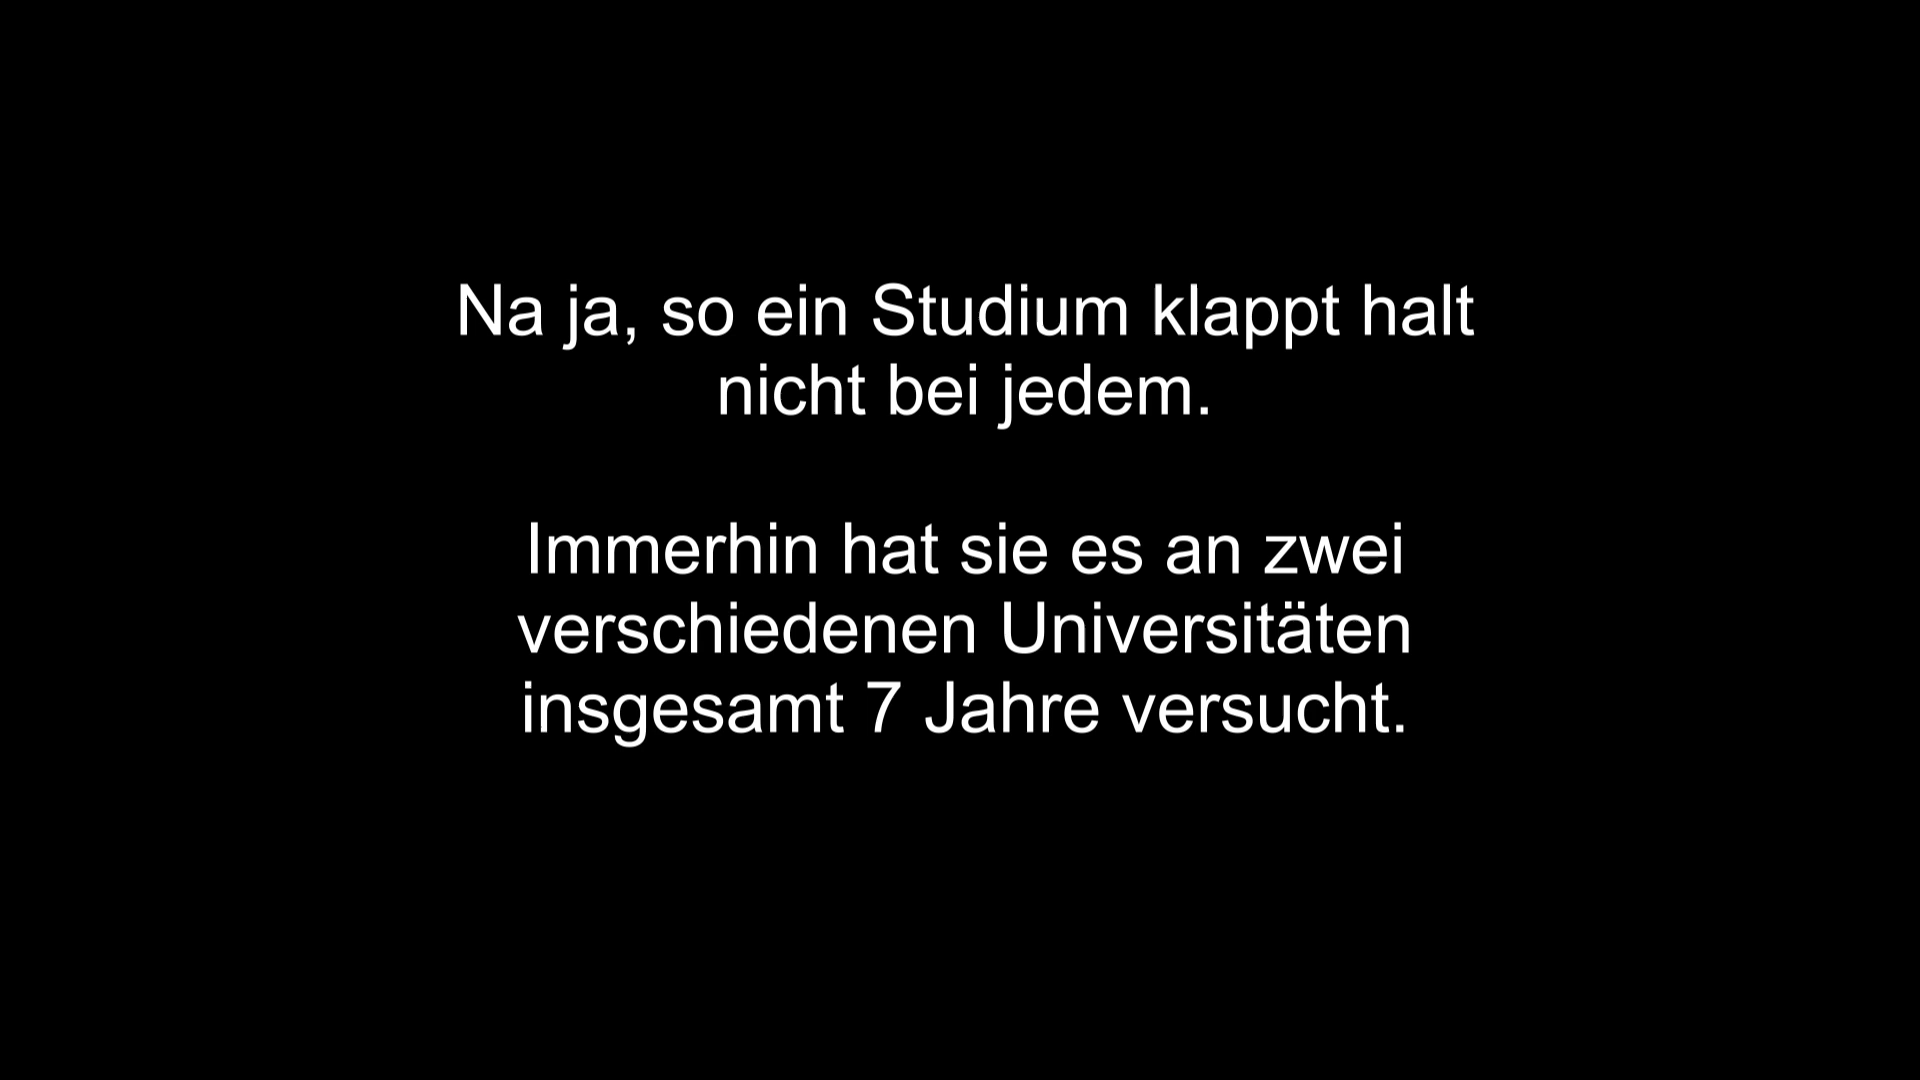 Na ja, so ein Studium klappt halt
nicht bei jedem.
Immerhin hat sie es an zwei
verschiedenen Universitäten
insgesamt 7 Jahre versucht.